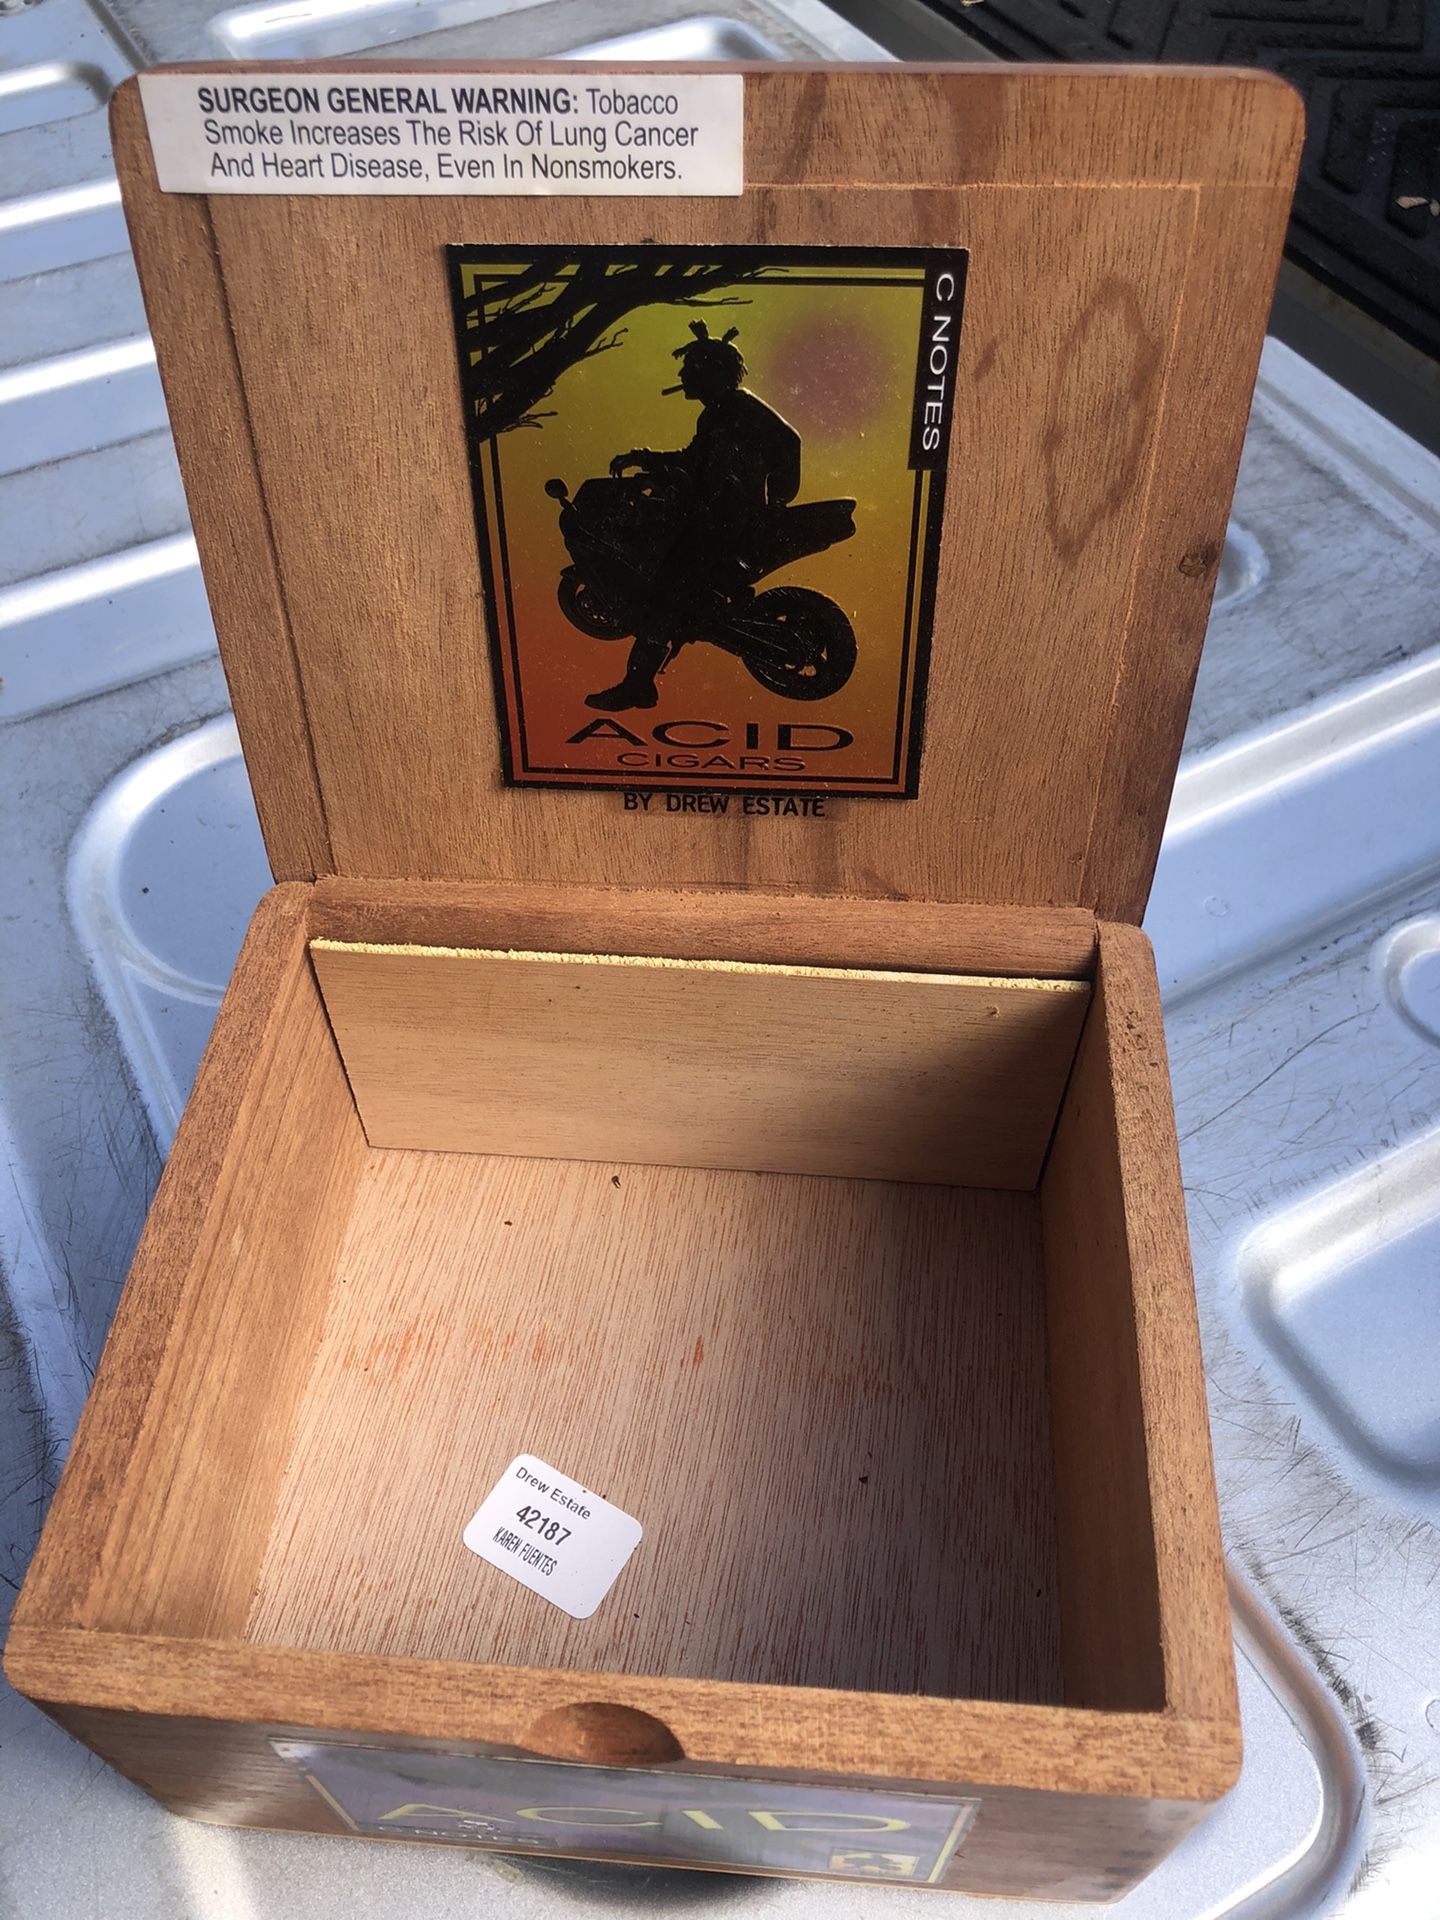 SURGEON GENERAL WARNING: Tobacco
Smoke Increases The Risk Of Lung Cancer
And Heart Disease, Even In Nonsmokers.
C NOTES
ACID
CIGARS
BY DREW ESTATE
Drew Estate
42187
KAREN FUENTES
ACID